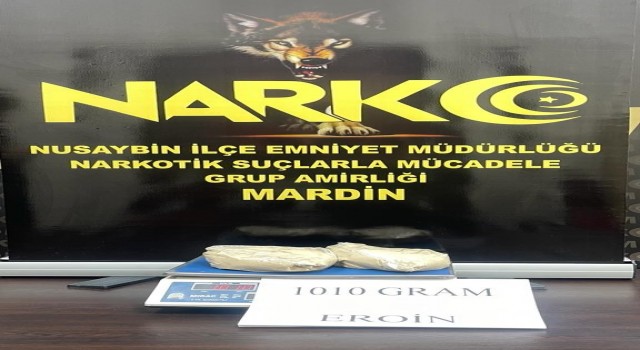 NARKO
NUSAYBİN İLÇE EMNİYET MÜDÜRLÜĞÜ
NARKOTİK SUÇLARLA MÜCADELE
GRUP AMİRLİĞİ
MARDİN
1010 GRAM
EROİN